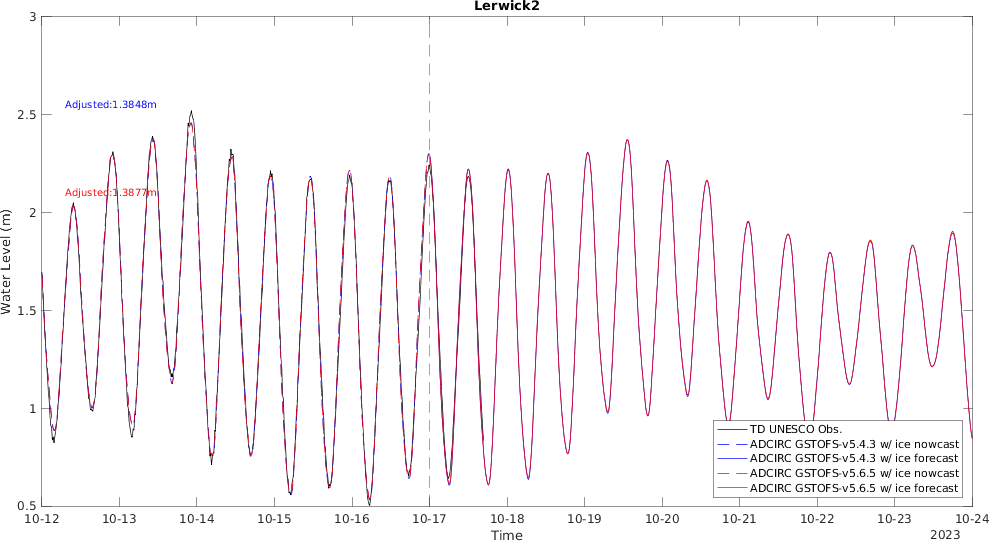 Lerwick2
3
2.5
2
1.5
1
0.5
Water Level (m)
Adjusted:1.3848m
Adjusted:1.3877m
TD UNESCO Obs.
ADCIRC GSTOFS-v5.4.3 w/ ice nowcast
ADCIRC GSTOFS-v5.4.3 w/ ice forecast
ADCIRC GSTOFS-v5.6.5 w/ ice nowcast
ADCIRC GSTOFS-v5.6.5 w/ ice forecast
10-12 10-13 10-14 10-15 10-16 10-17 10-18 10-19 10-20 10-21 10-22 10-23 10-24
Time
2023